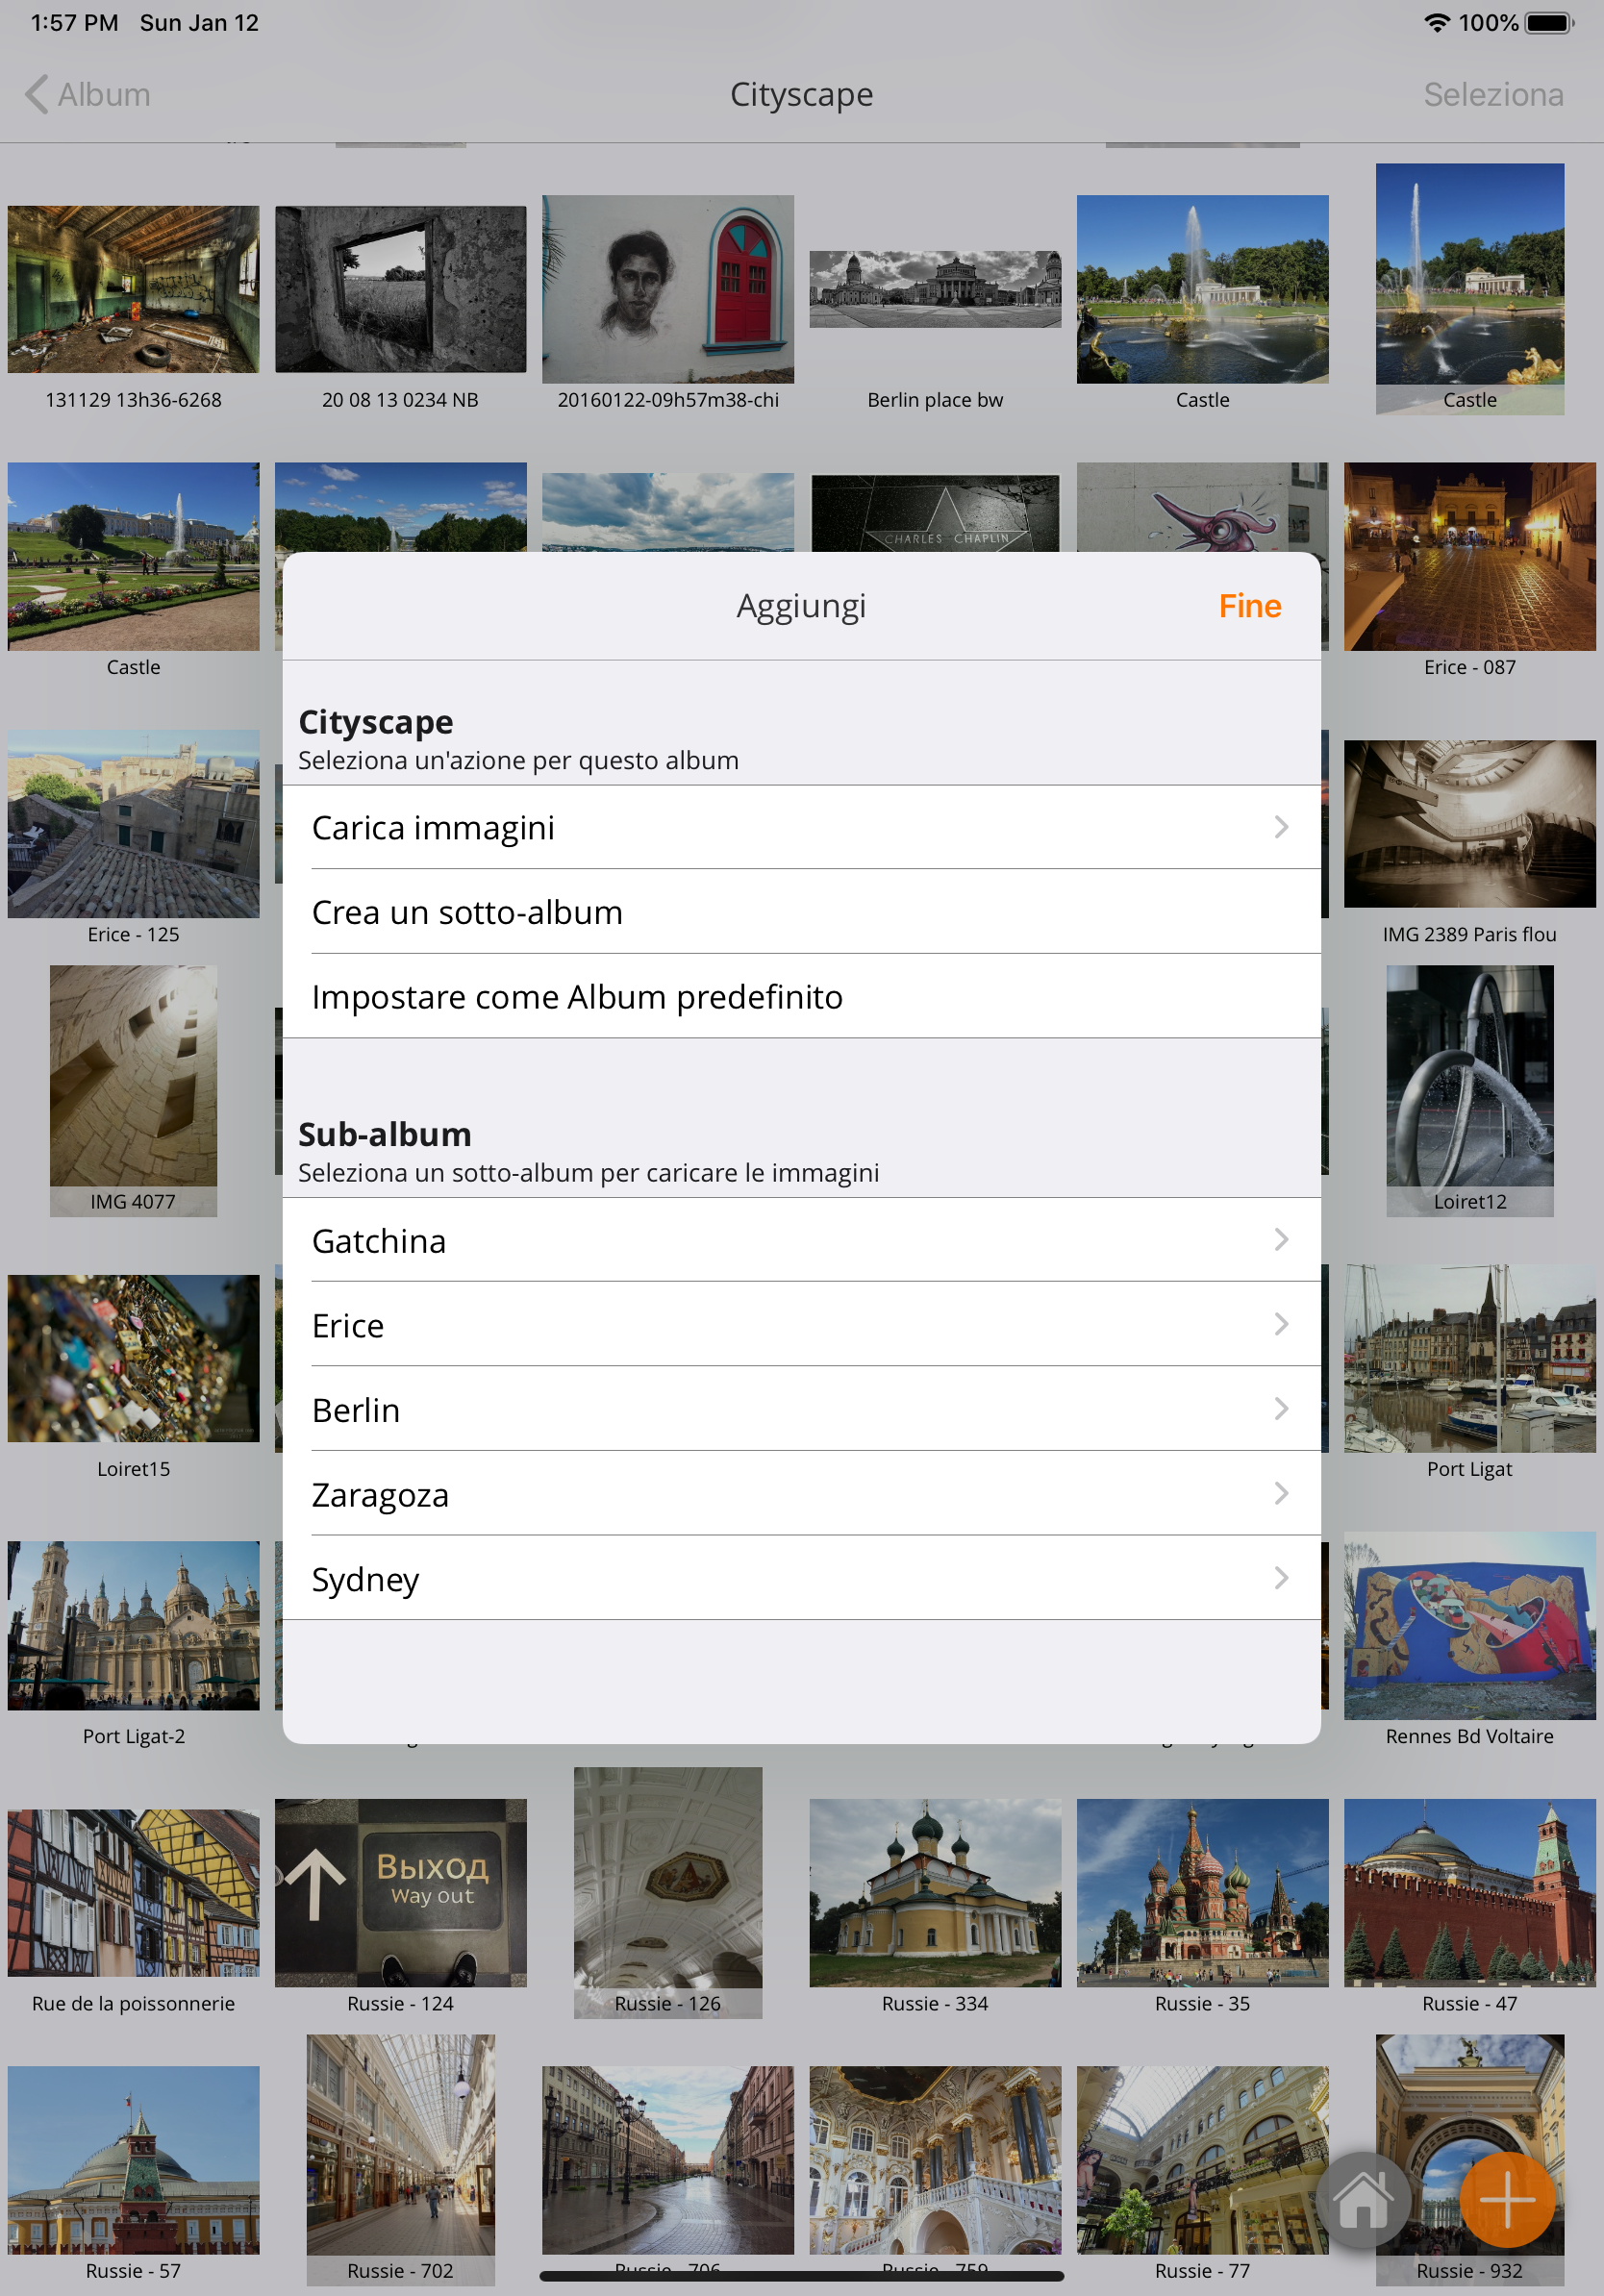 1:57 PM Sun Jan 12
100%
Album
Cityscape
Seleziona
131129 13h36-6268
20 08 13 0234 NB
20160122-09h57m38-chi
Berlin place bw
Castle
Castle
CHARLES CHAPLIN
Castle
Erice - 087
Aggiungi
Fine
Cityscape
Seleziona un'azione per questo album
Carica immagini
Crea un sotto-album
Impostare come Album predefinito
Sub-album
Seleziona un sotto-album per caricare le immagini
Gatchina
Erice
Berlin
Zaragoza
Sydney
Erice - 125
IMG 2389 Paris flou
IMG 4077
Loiret12
Loiret15
Port Ligat
Port Ligat-2
Rennes Bd Voltaire
Выход
Way out
Rue de la poissonnerie
Russie - 124
Russie - 126
Russie - 334
Russie - 35
Russie - 47
Russie - 57
Russie - 702
Russie - 706
Russie - 759
Russie - 77
Russie - 932